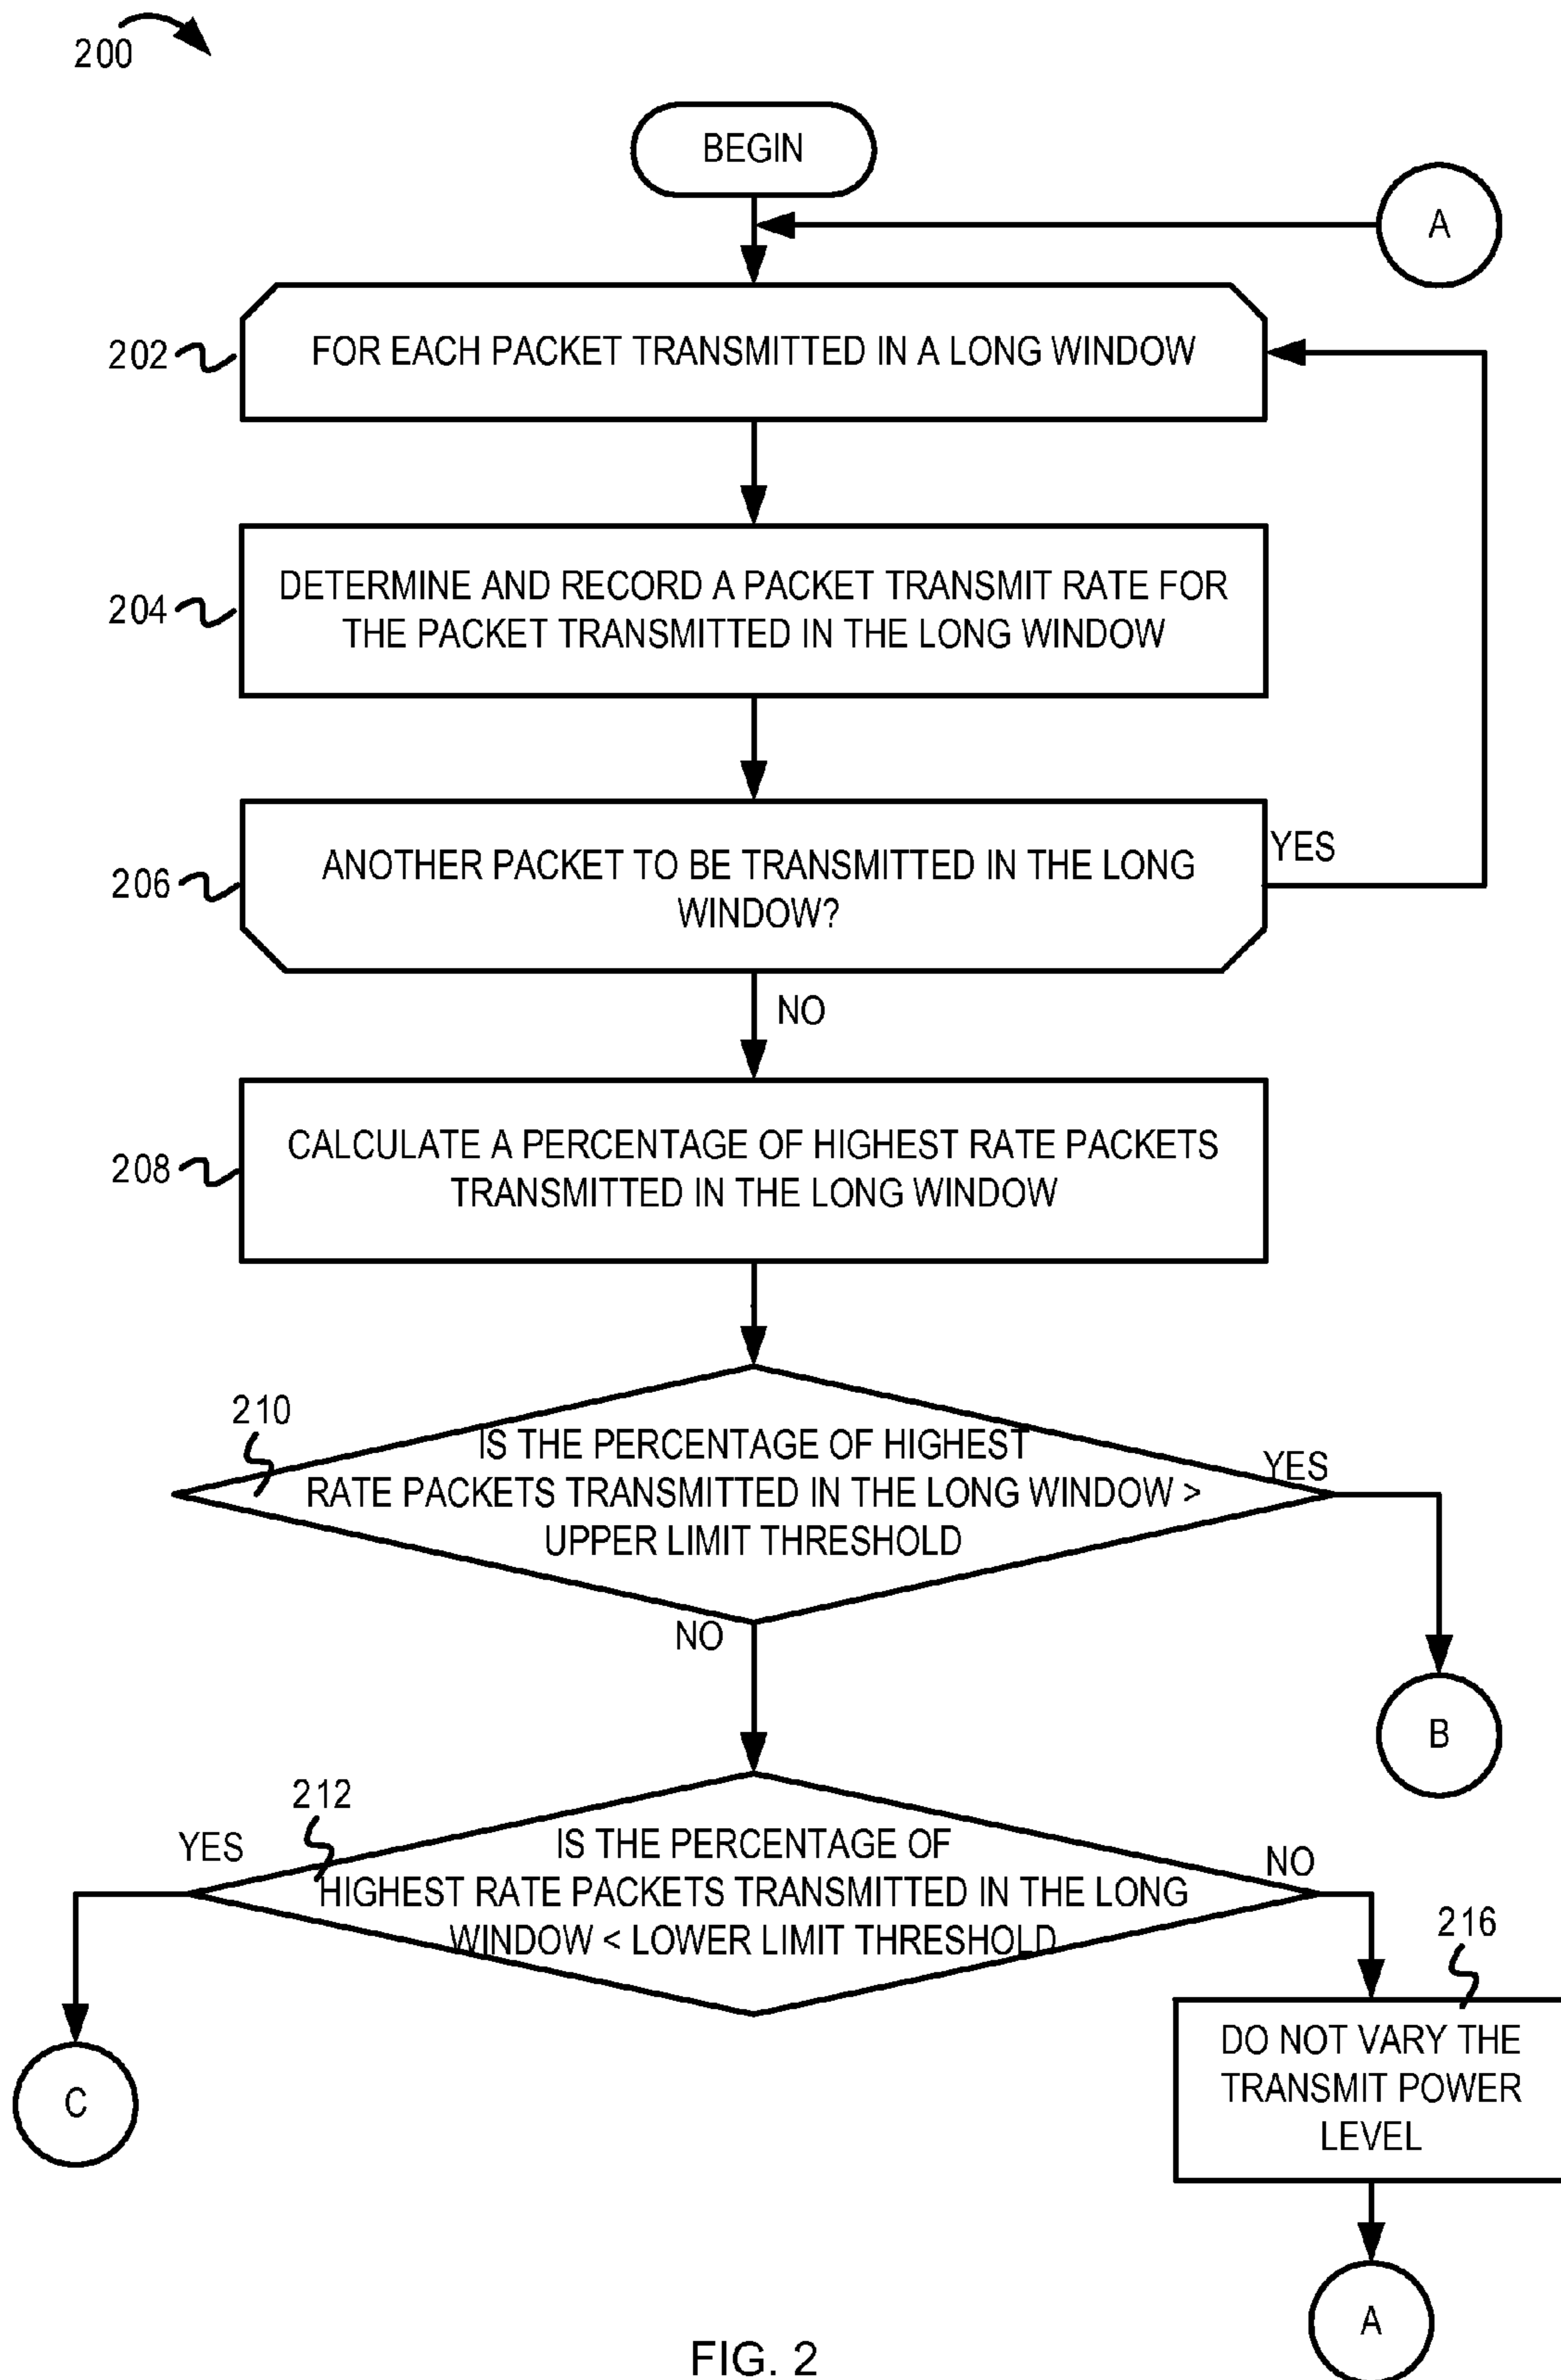 200
BEGIN
A
202
FOR EACH PACKET TRANSMITTED IN A LONG WINDOW
204
DETERMINE AND RECORD A PACKET TRANSMIT RATE FOR
THE PACKET TRANSMITTED IN THE LONG WINDOW
206
ANOTHER PACKET TO BE TRANSMITTED IN THE LONG
WINDOW?
YES
NO
208
CALCULATE A PERCENTAGE OF HIGHEST RATE PACKETS
TRANSMITTED IN THE LONG WINDOW
210
IS THE PERCENTAGE OF HIGHEST
RATE PACKETS TRANSMITTED IN THE LONG WINDOW >
UPPER LIMIT THRESHOLD
YES
NO
B
212
YES
IS THE PERCENTAGE OF
HIGHEST RATE PACKETS TRANSMITTED IN THE LONG
WINDOW < LOWER LIMIT THRESHOLD
NO
216
DO NOT VARY THE
TRANSMIT POWER
LEVEL
C
A
FIG. 2